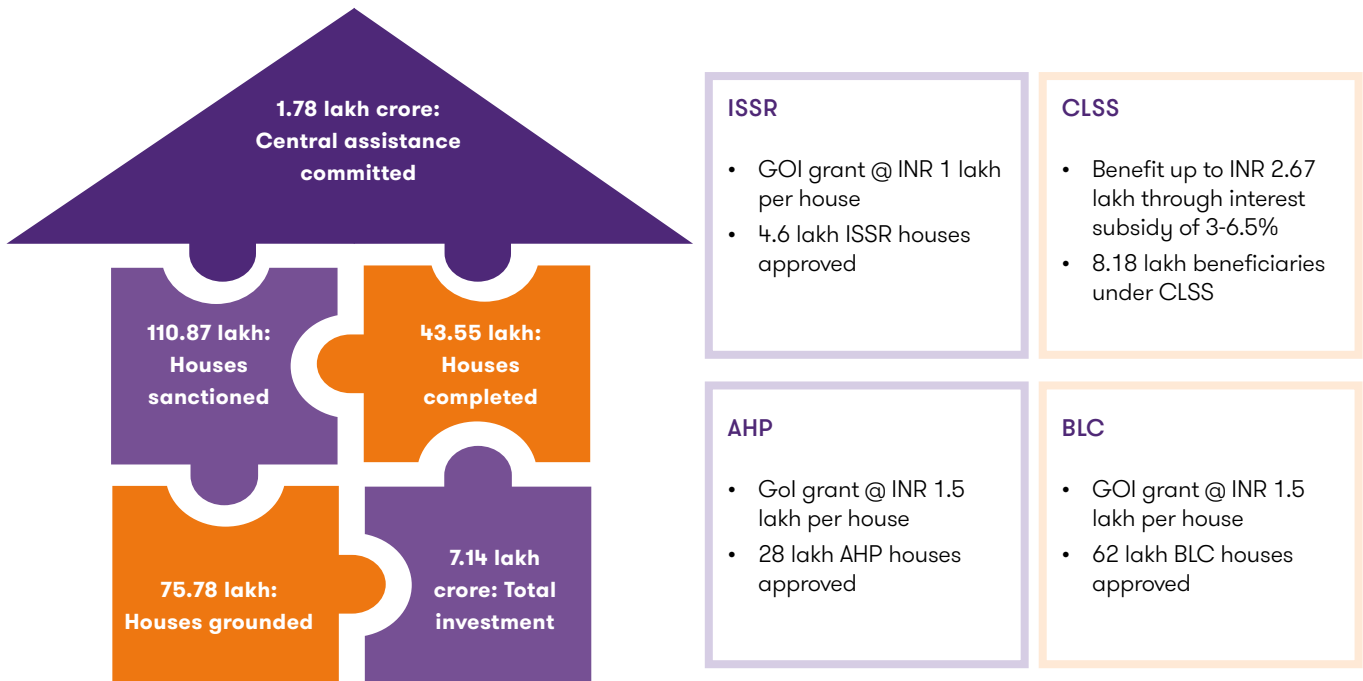 1.78 lakh crore:
Central assistance
committed
110.87 lakh:
Houses
sanctioned
43.55 lakh:
Houses
completed
75.78 lakh:
Houses grounded
7.14 lakh
crore: Total
investment
ISSR
• GOI grant @ INR 1 lakh
per house
• 4.6 lakh ISSR houses
approved
CLSS
• Benefit up to INR 2.67
lakh through interest
subsidy of 3-6.5%
• 8.18 lakh beneficiaries
under CLSS
AHP
• GoI grant @ INR 1.5
lakh per house
• 28 lakh AHP houses
approved
BLC
• GOI grant @ INR 1.5
lakh per house
• 62 lakh BLC houses
approved